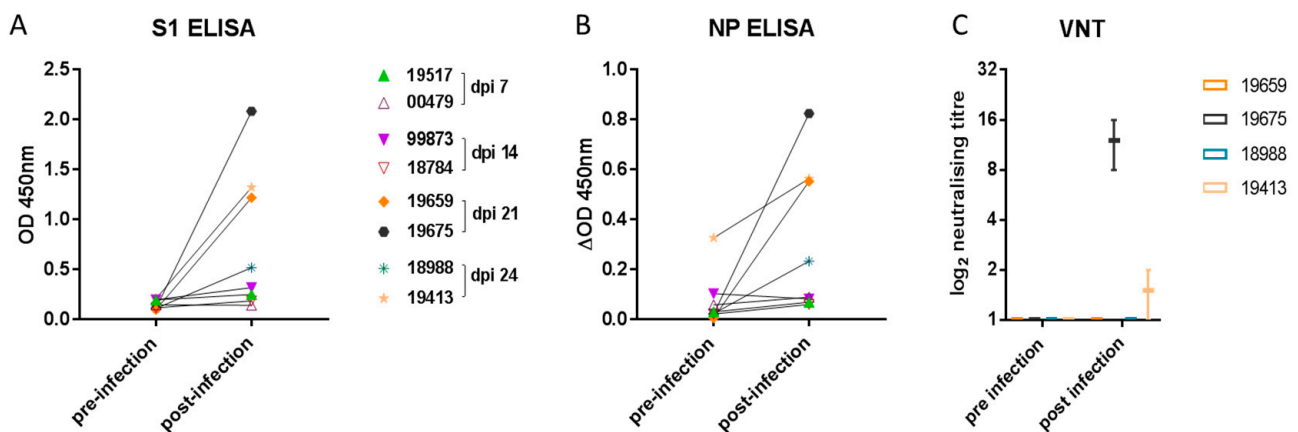 A
S1 ELISA
OD 450nm
2.5
2.0
1.5
1.0
0.5
0.0
pre-infection
post-infection
19517
00479
dpi 7
99873
18784
dpi 14
19659
19675
dpi 21
18988
19413
dpi 24
B
NP ELISA
ΔOD 450nm
1.0
0.8
0.6
0.4
0.2
0.0
pre-infection
post-infection
C
VNT
log₂ neutralising titre
32
16
8
4
2
1
pre infection
post infection
19659
19675
18988
19413